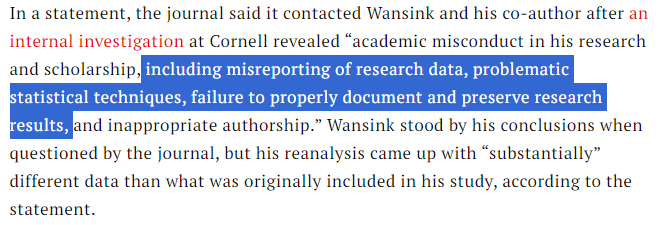 In a statement, the journal said it contacted Wansink and his co-author after an
internal investigation at Cornell revealed “academic misconduct in his research
and scholarship, including misreporting of research data, problematic
statistical techniques, failure to properly document and preserve research
results, and inappropriate authorship.” Wansink stood by his conclusions when
questioned by the journal, but his reanalysis came up with “substantially”
different data than what was originally included in his study, according to the
statement.